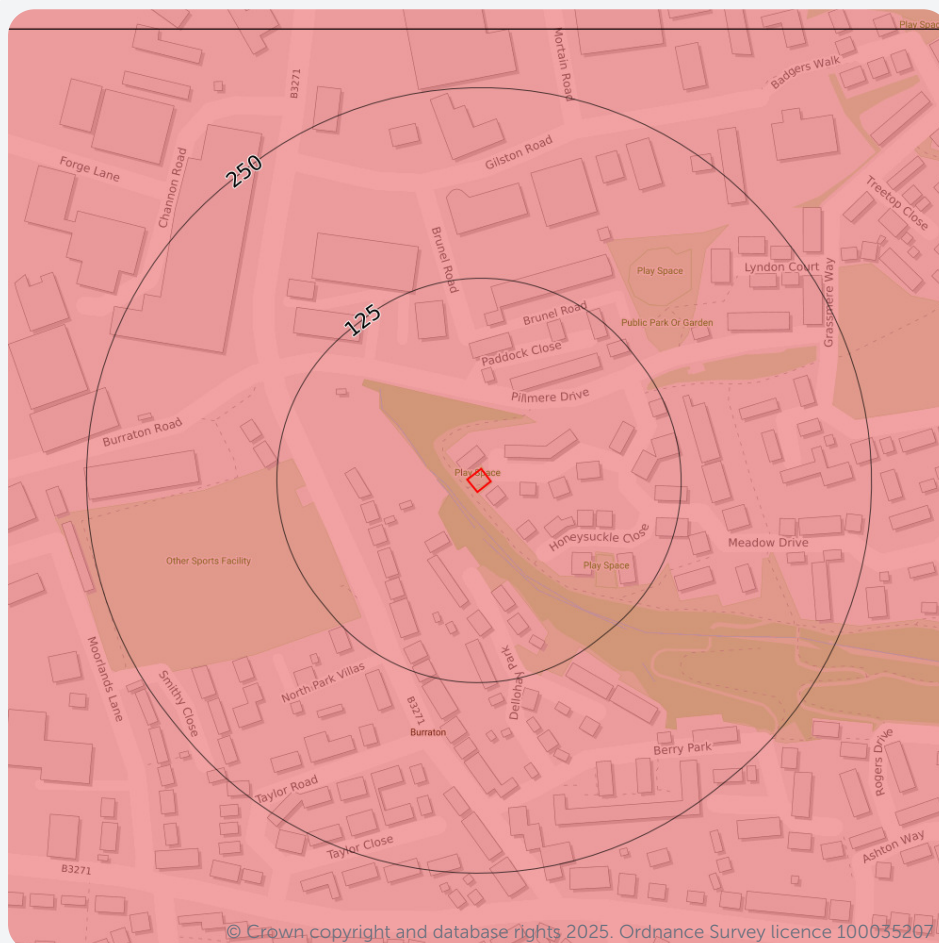 Play Spac
B3271
Mortain Road
Badgers Walk
Forge Lane
Channon Road
250
Gilston Road
Treetop Close
Brunel Road
Play Space
Lyndon Court
Grassmere Way
125
Brunel Road
Public Park Or Garden
Paddock Close
Pillmere Drive
Burraton Road
Play Space
Honeysuckle Close
Meadow Drive
Other Sports Facility
Play Space
Moorlands Lane
Smithy Close
North Park Villas
Dellohay Park
B3271
Burraton
Berry Park
Rogers Drive
Taylor Road
Taylor Close
Ashton Way
B3271
© Crown copyright and database rights 2025. Ordnance Survey licence 100035207